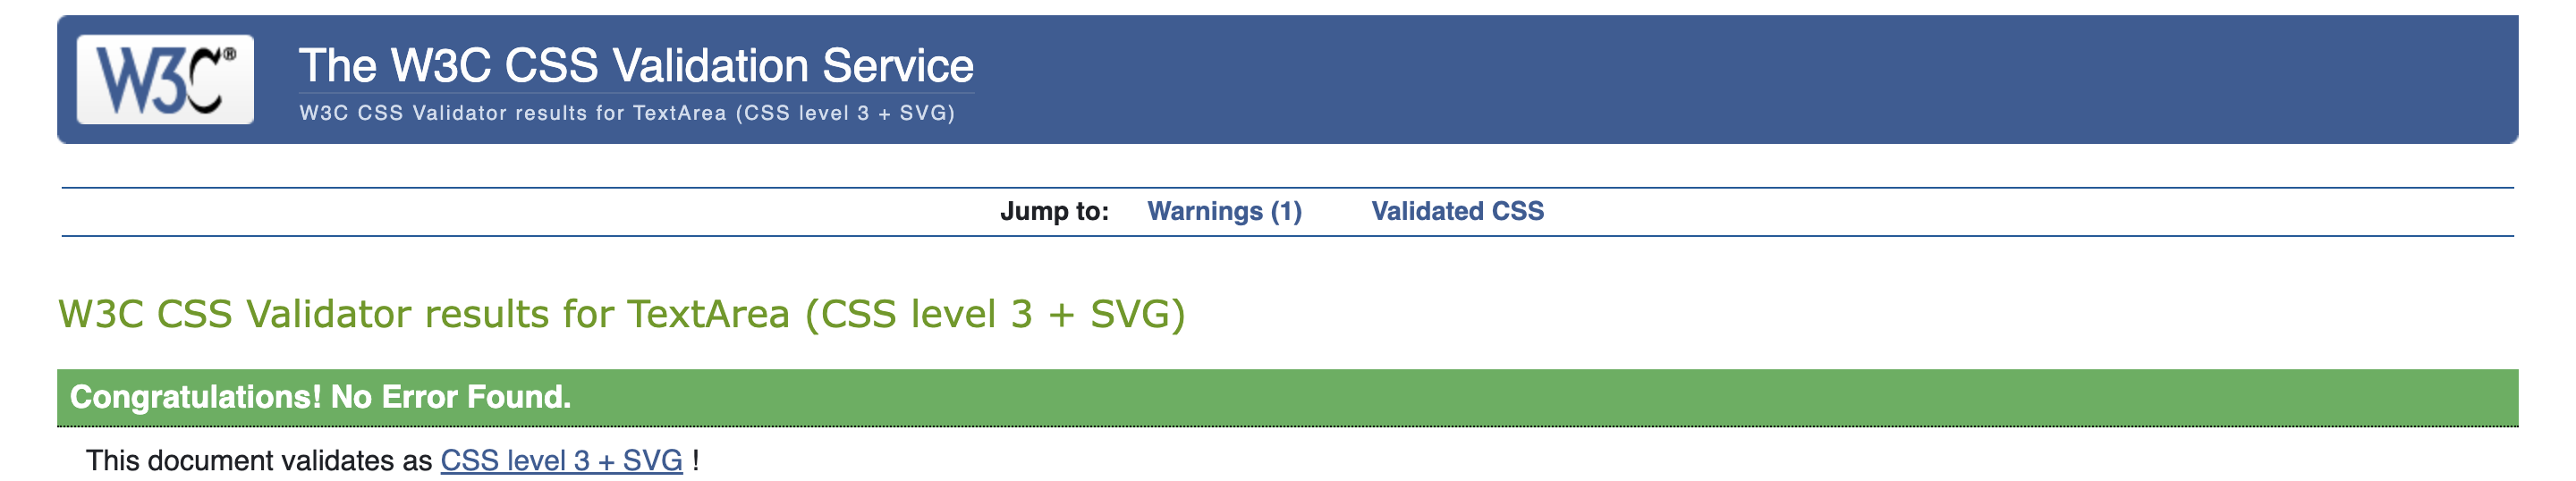 W3C®
The W3C CSS Validation Service
W3C CSS Validator results for TextArea (CSS level 3 + SVG)
Jump to: Warnings (1) Validated CSS
W3C CSS Validator results for TextArea (CSS level 3 + SVG)
Congratulations! No Error Found.
This document validates as CSS level 3 + SVG !